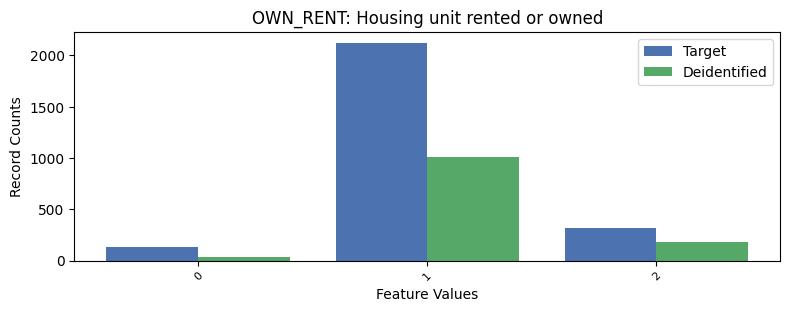 OWN_RENT: Housing unit rented or owned
Target
Deidentified
Record Counts
2000
1500
1000
500
0
0
1
2
Feature Values